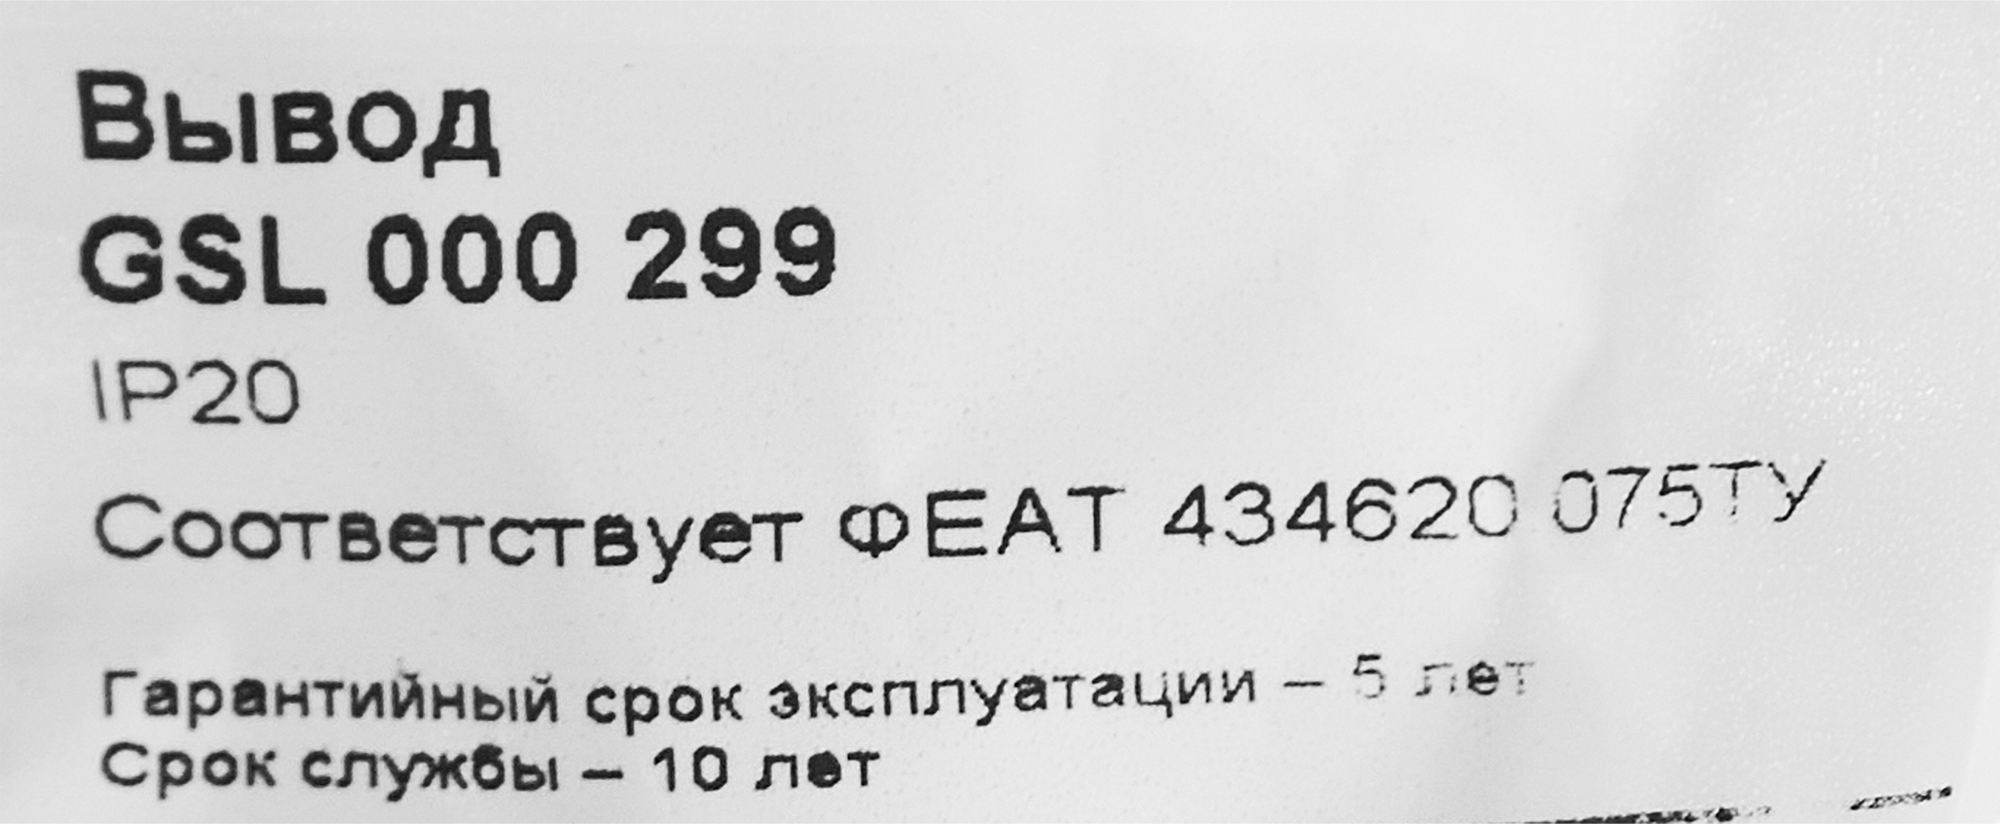 Вывод
GSL 000 299
IP20
Соответствует ФЕАТ 434620 075ТУ
Гарантийный срок эксплуатации – 5 лет
Срок службы – 10 лет